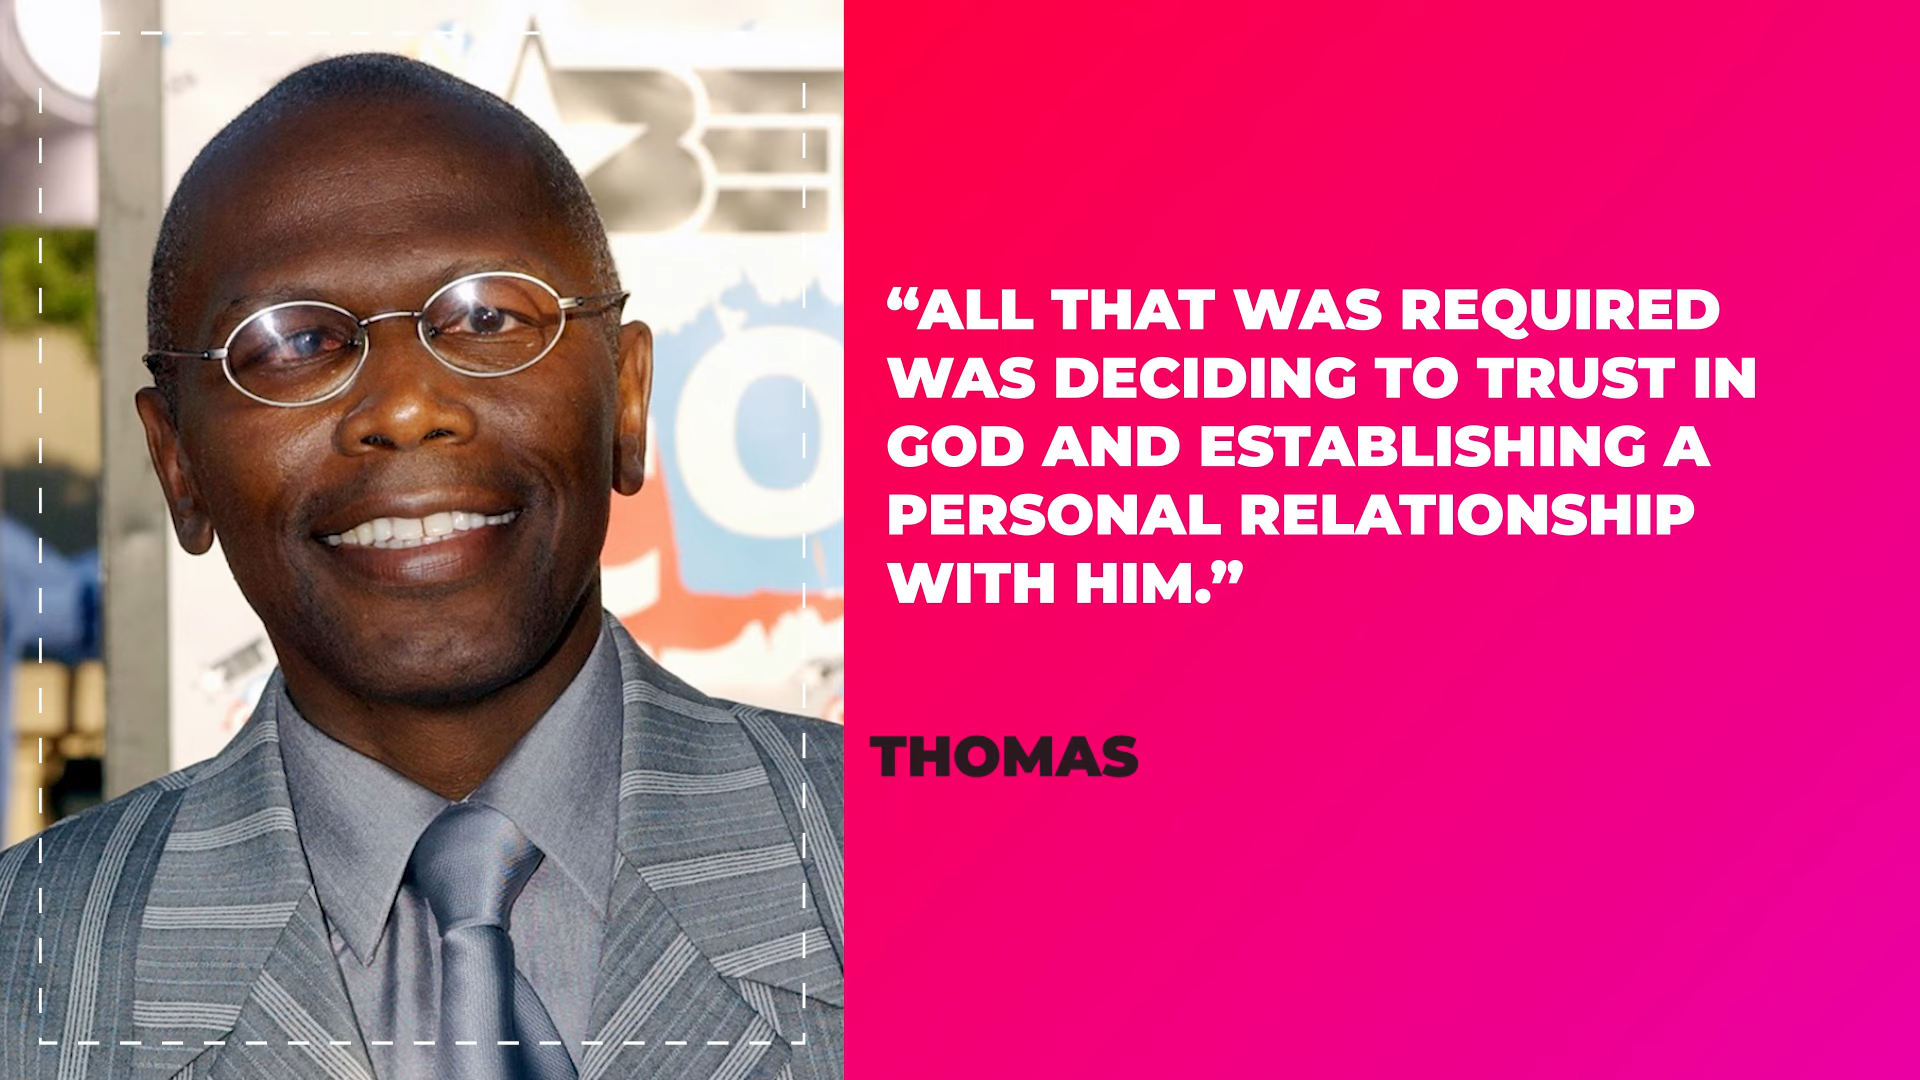 “ALL THAT WAS REQUIRED
WAS DECIDING TO TRUST IN
GOD AND ESTABLISHING A
PERSONAL RELATIONSHIP
WITH HIM.”
THOMAS